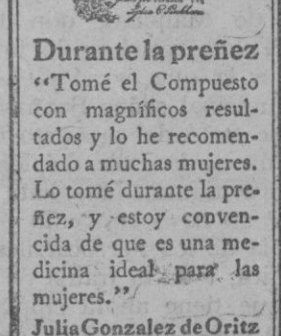 Durante la preñez
“Tomé el Compuesto
con magníficos resul-
tados y lo he recomen-
dado a muchas mujeres.
Lo tomé durante la pre-
ñez, y estoy conven-
cida de que es una me-
dicina ideal para las
mujeres.”
Julia Gonzalez de Oritz